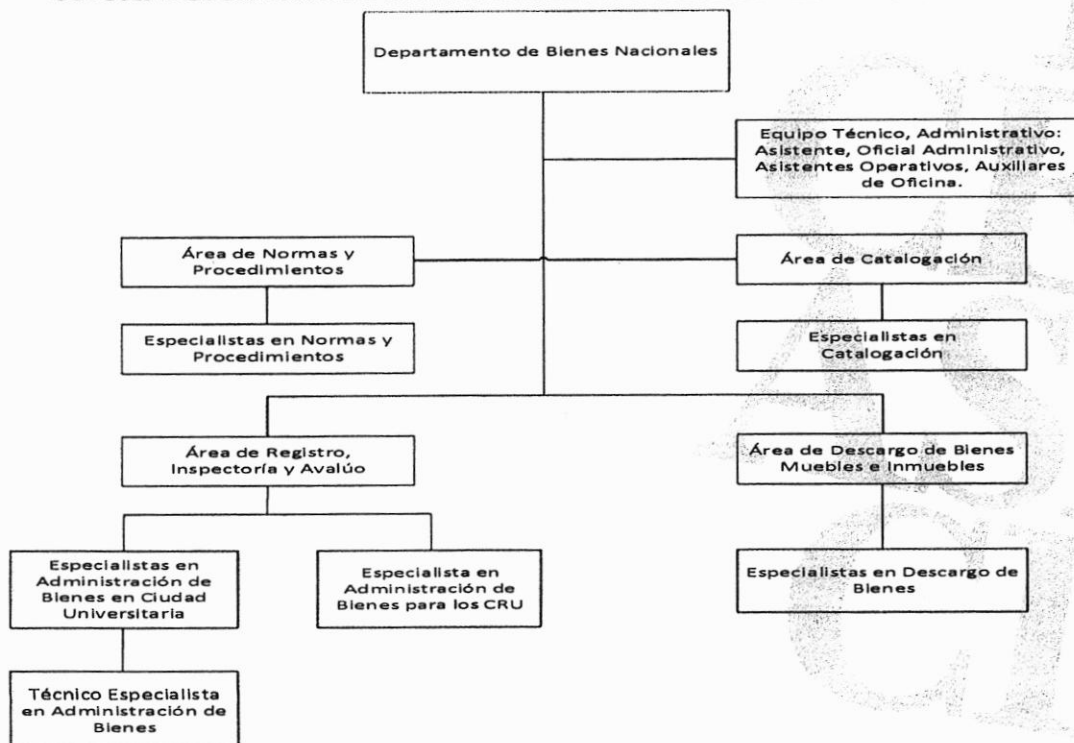 Departamento de Bienes Nacionales
Equipo Técnico, Administrativo:
Asistente, Oficial Administrativo,
Asistentes Operativos, Auxiliares
de Oficina.
Área de Normas y
Procedimientos
Área de Catalogación
Especialistas en Normas y
Procedimientos
Especialistas en
Catalogación
Área de Registro,
Inspectoría y Avalúo
Área de Descargo de Bienes
Muebles e Inmuebles
Especialistas en
Administración de
Bienes en Ciudad
Universitaria
Especialista en
Administración de
Bienes para los CRU
Especialistas en Descargo de
Bienes
Técnico Especialista
en Administración de
Bienes